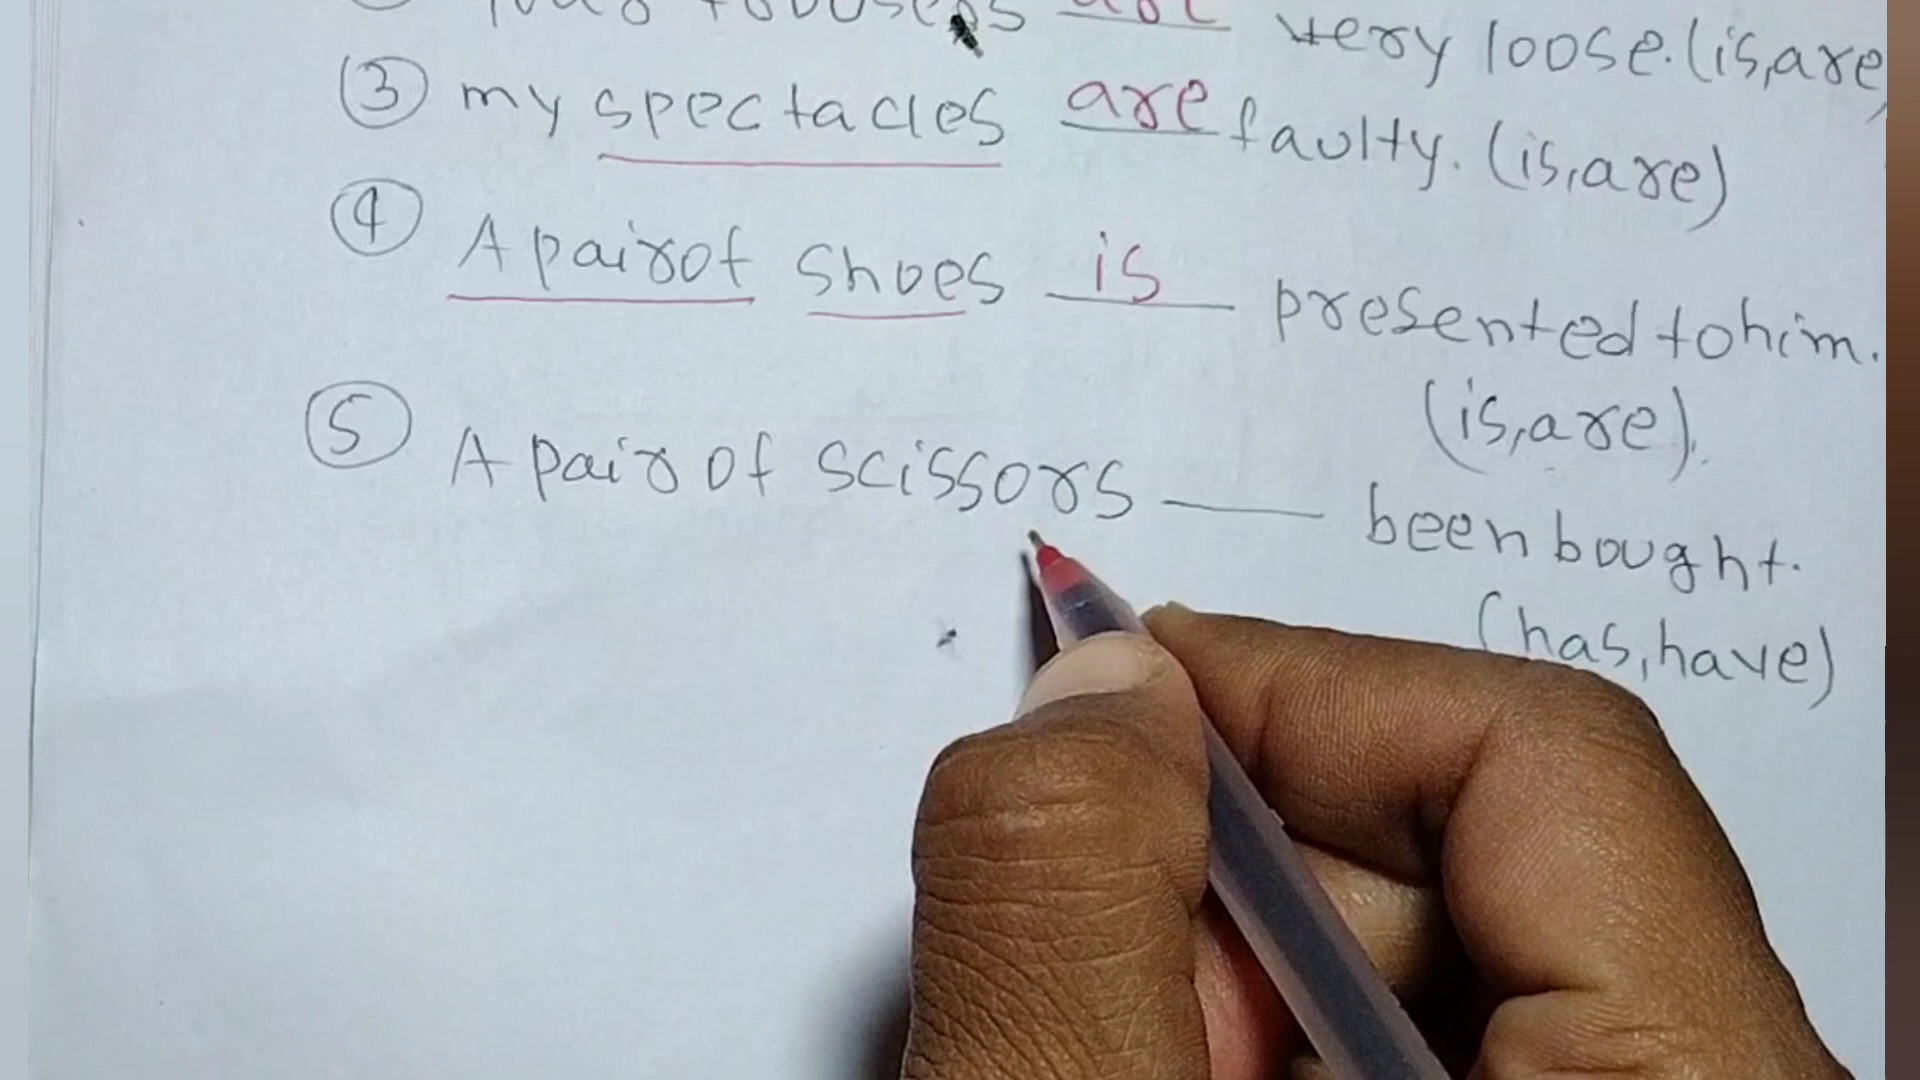 very loose. (is, are
③ my spectacles are faulty. (is, are)
④ A pair of shoes is presented to him.
(is, are).
⑤ A pair of scissors ____ been bought.
(has, have)